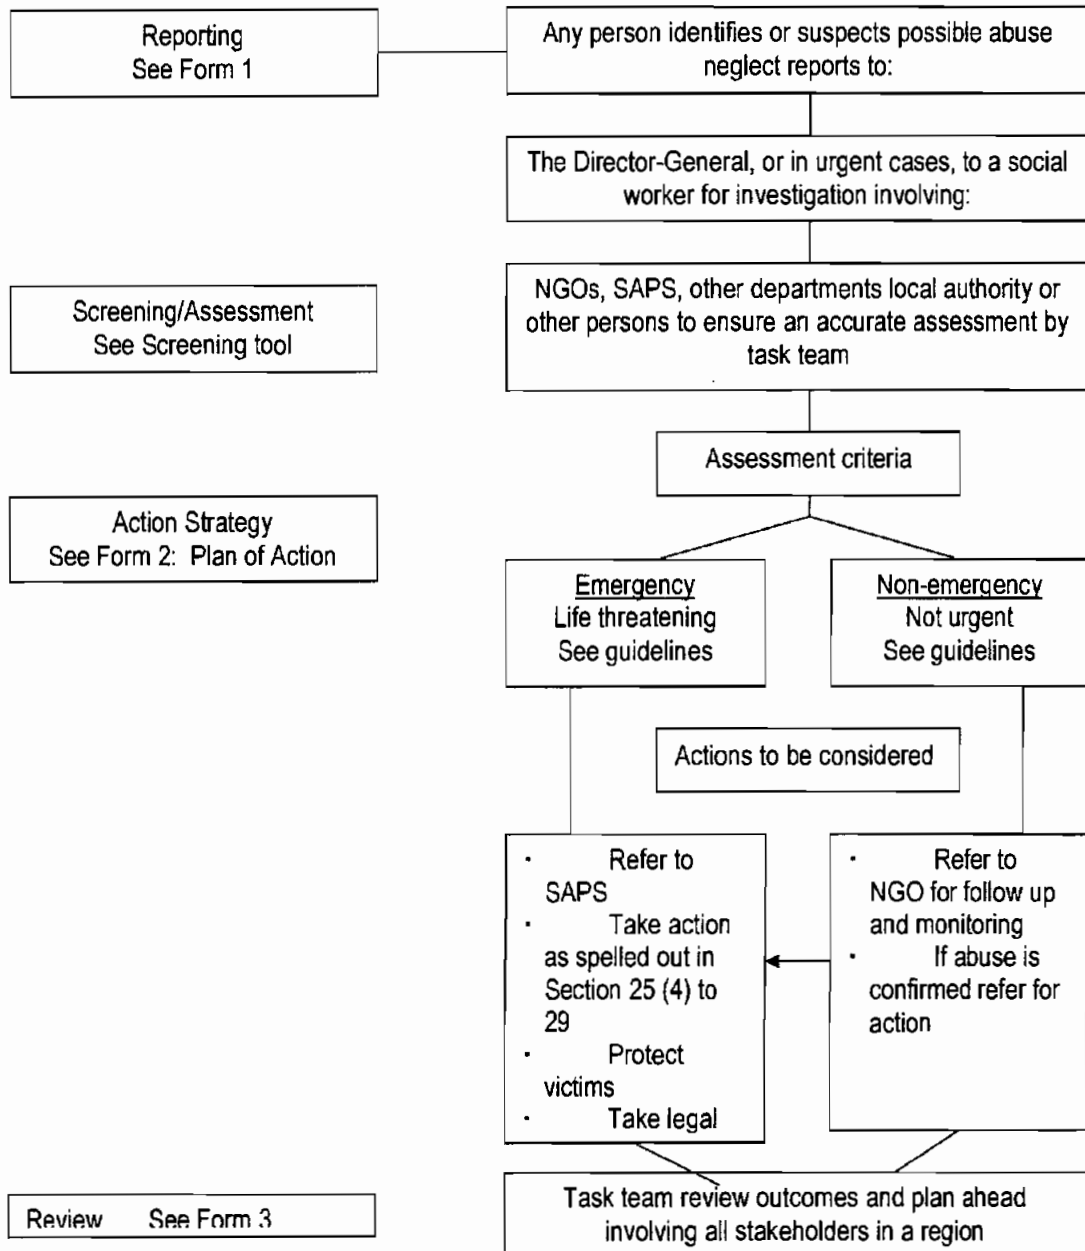 Reporting
See Form 1
Any person identifies or suspects possible abuse
neglect reports to:
The Director-General, or in urgent cases, to a social
worker for investigation involving:
Screening/Assessment
See Screening tool
NGOs, SAPS, other departments local authority or
other persons to ensure an accurate assessment by
task team
Assessment criteria
Action Strategy
See Form 2: Plan of Action
Emergency
Life threatening
See guidelines
Non-emergency
Not urgent
See guidelines
Actions to be considered
· Refer to
SAPS
· Take action
as spelled out in
Section 25 (4) to
29
· Protect
victims
· Take legal
· Refer to
NGO for follow up
and monitoring
· If abuse is
confirmed refer for
action
Review See Form 3
Task team review outcomes and plan ahead
involving all stakeholders in a region